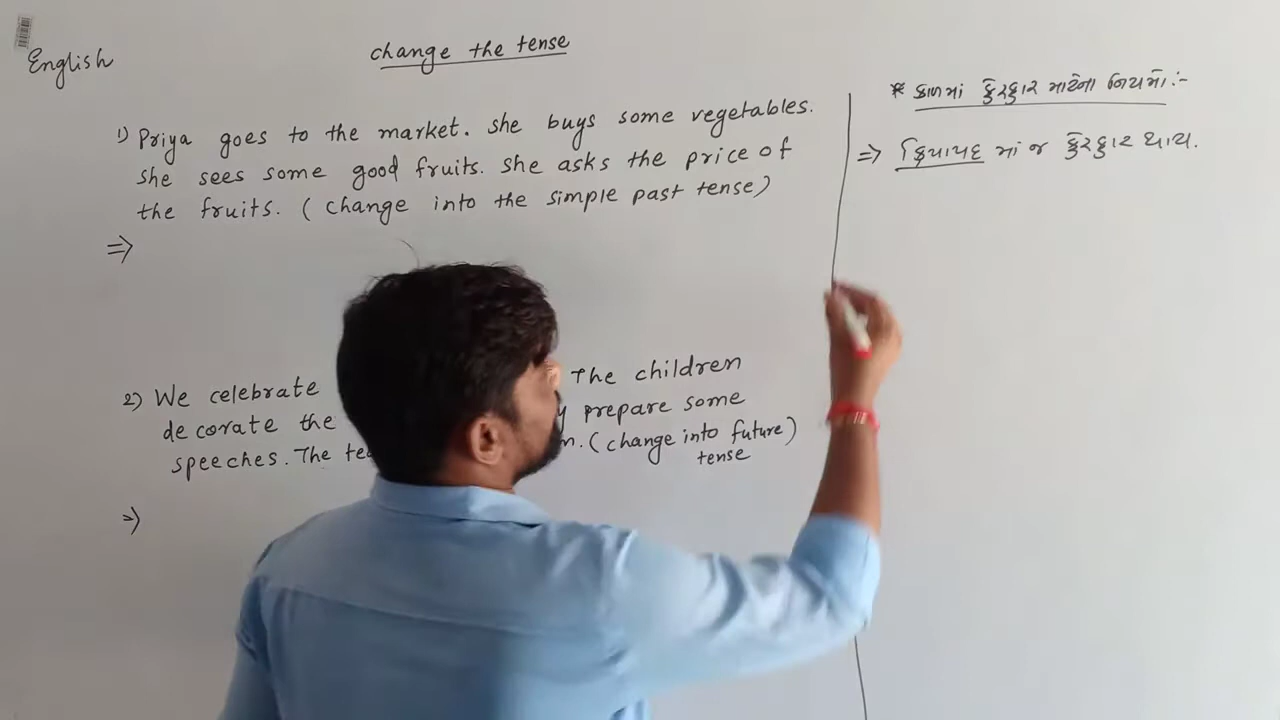 English
change the tense
1) Priya goes to the market. she buys some vegetables.
she sees some good fruits. she asks the price of
the fruits. (change into the simple past tense)
⇒
2) We celebrate The children
decorate the prepare some
speeches. The (change into future)
tense
⇒
* કાળમાં ફેરફાર માટેના નિયમો:-
⇒ ક્રિયાપદ માં જ ફેરફાર થાય.